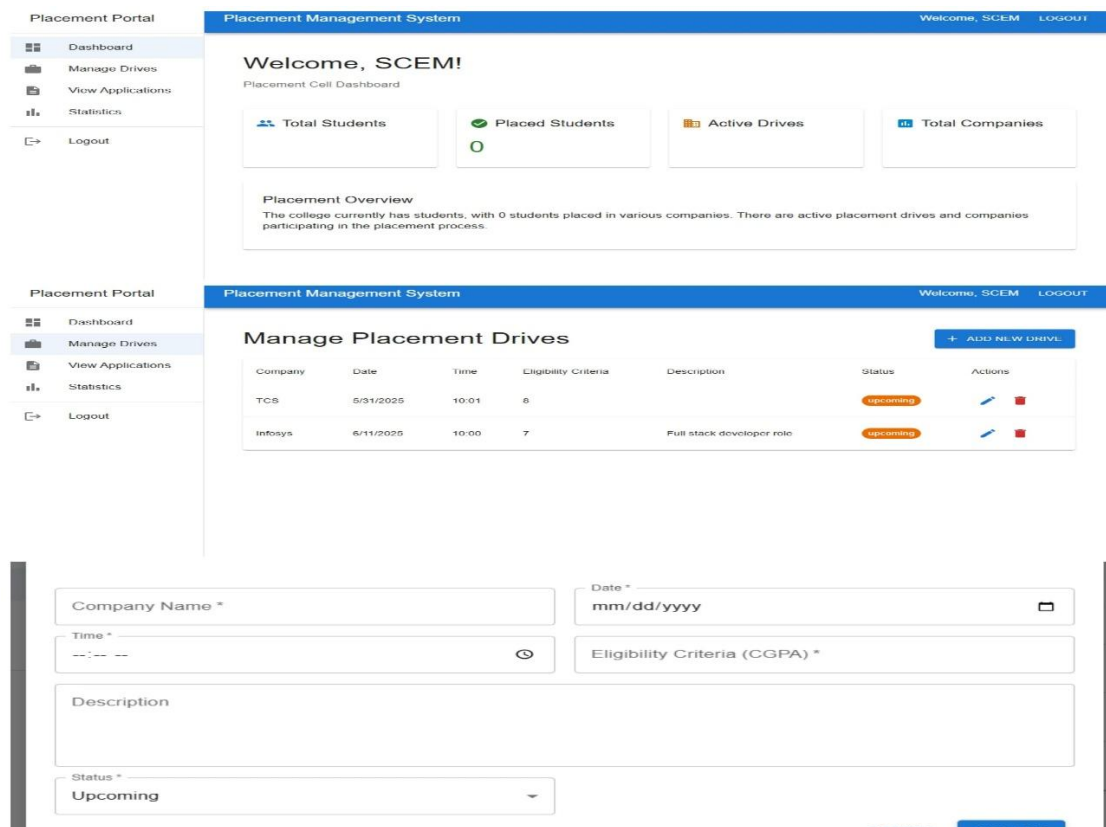 Placement Portal
Placement Management System
Welcome, SCEM LOGOUT
Dashboard
Manage Drives
View Applications
Statistics
Logout
Welcome, SCEM!
Placement Cell Dashboard
Total Students
Placed Students
0
Active Drives
Total Companies
Placement Overview
The college currently has students, with 0 students placed in various companies. There are active placement drives and companies
participating in the placement process.
Placement Portal
Placement Management System
Welcome, SCEM LOGOUT
Dashboard
Manage Drives
View Applications
Statistics
Logout
Manage Placement Drives
+ ADD NEW DRIVE
Company Date Time Eligibility Criteria Description Status Actions
TCS 5/31/2025 10:01 8 upcoming
Infosys 6/11/2025 10:00 7 Full stack developer role upcoming
Company Name *
Date *
mm/dd/yyyy
Time *
--:-- --
Eligibility Criteria (CGPA) *
Description
Status *
Upcoming